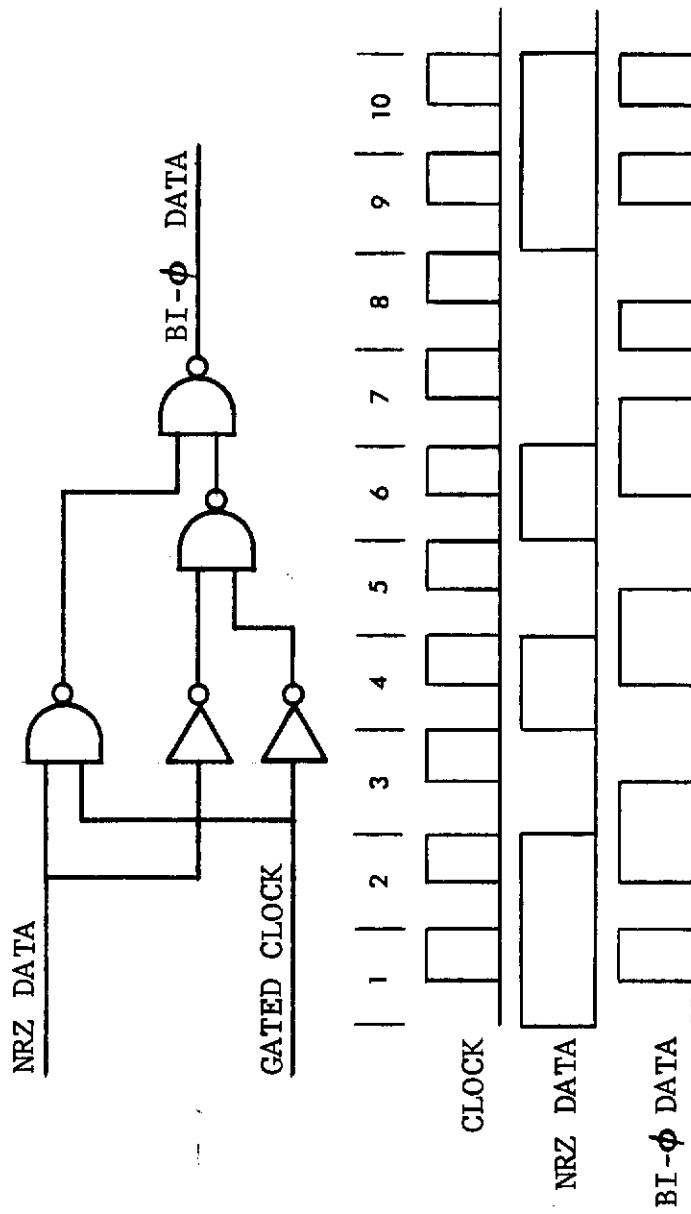 NRZ DATA
BI-ϕ DATA
GATED CLOCK
1 2 3 4 5 6 7 8 9 10
CLOCK
NRZ DATA
BI-ϕ DATA